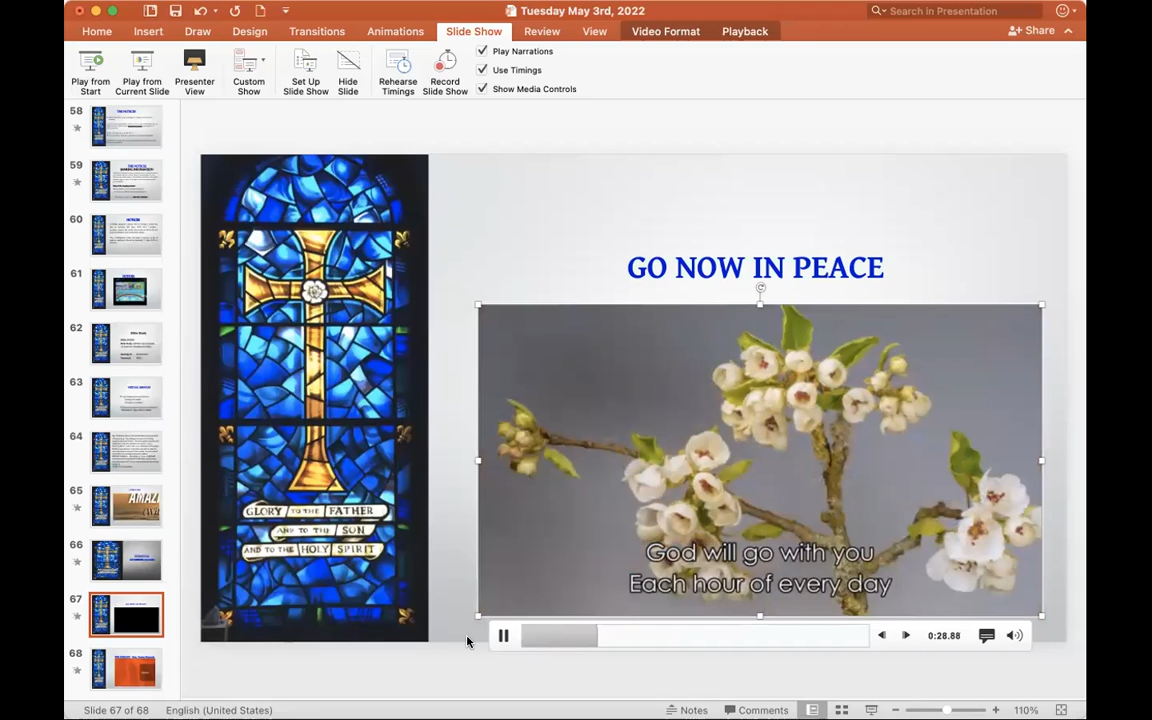 Tuesday May 3rd, 2022
Search in Presentation
Home Insert Draw Design Transitions Animations Slide Show Review View Video Format Playback Share
Play from Start
Play from Current Slide
Presenter View
Custom Show
Set Up Slide Show
Hide Slide
Rehearse Timings
Record Slide Show
Play Narrations
Use Timings
Show Media Controls
58
59
60
61
62
63
64
65
66
67
68
GO NOW IN PEACE
GLORY TO THE FATHER
AND TO THE SON
AND TO THE HOLY SPIRIT
God will go with you
Each hour of every day
0:28.88
Slide 67 of 68 English (United States) Notes Comments 110%